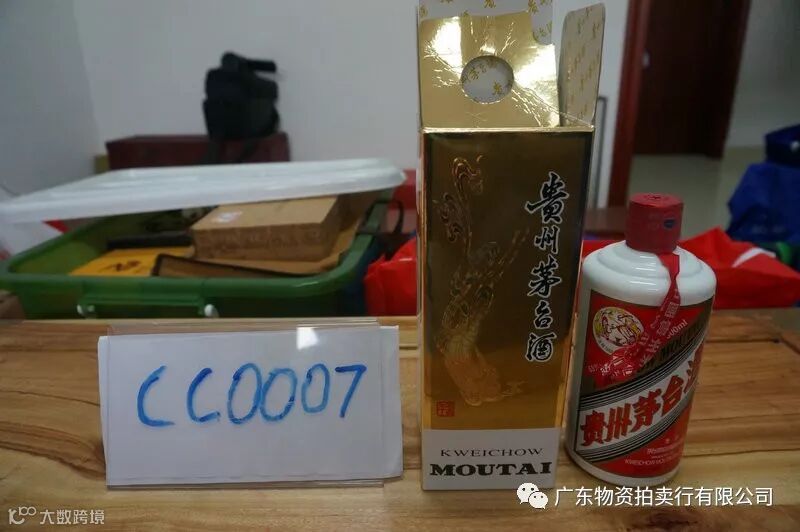 CC0007
貴州茅台酒
KWEICHOW
MOUTAI
贵州茅台酒
广东物资拍卖行有限公司
大数跨境